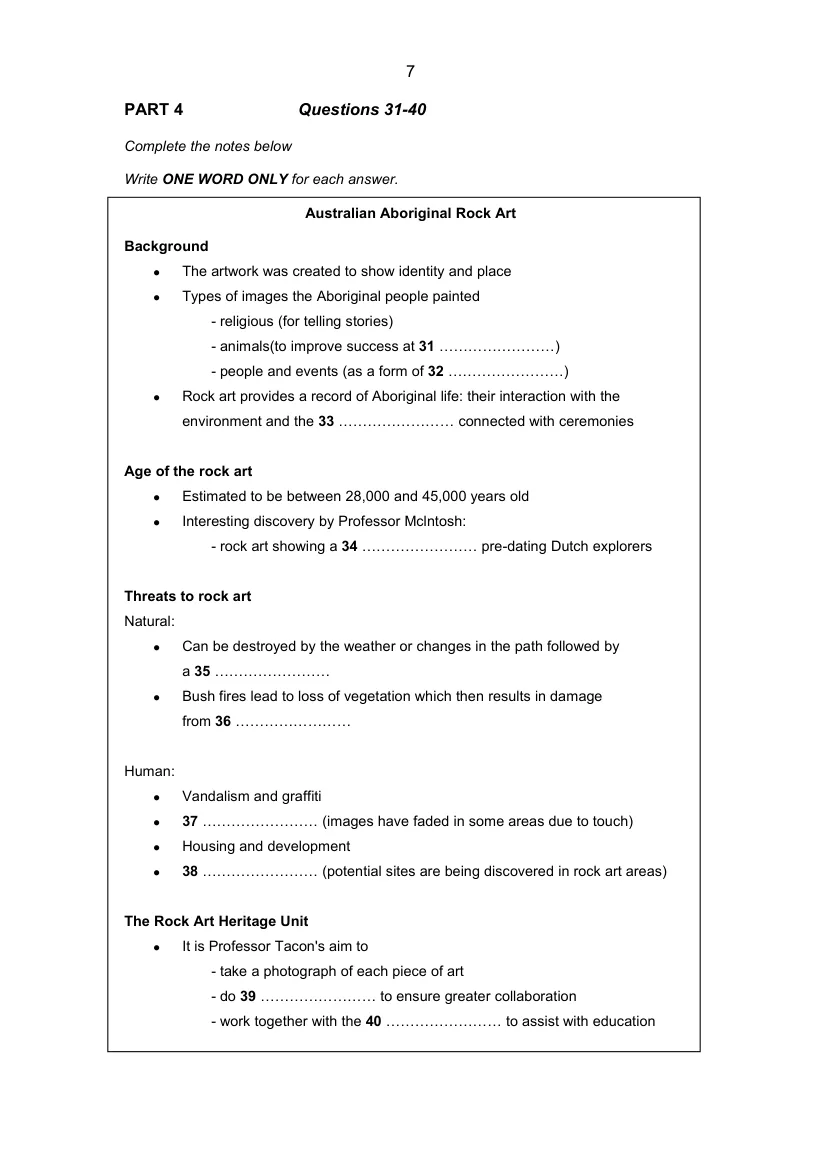 7
PART 4 Questions 31-40
Complete the notes below
Write ONE WORD ONLY for each answer.
Australian Aboriginal Rock Art
Background
• The artwork was created to show identity and place
• Types of images the Aboriginal people painted
- religious (for telling stories)
- animals(to improve success at 31 ……………………)
- people and events (as a form of 32 ……………………)
• Rock art provides a record of Aboriginal life: their interaction with the
environment and the 33 …………………… connected with ceremonies
Age of the rock art
• Estimated to be between 28,000 and 45,000 years old
• Interesting discovery by Professor McIntosh:
- rock art showing a 34 …………………… pre-dating Dutch explorers
Threats to rock art
Natural:
• Can be destroyed by the weather or changes in the path followed by
a 35 ……………………
• Bush fires lead to loss of vegetation which then results in damage
from 36 ……………………
Human:
• Vandalism and graffiti
• 37 …………………… (images have faded in some areas due to touch)
• Housing and development
• 38 …………………… (potential sites are being discovered in rock art areas)
The Rock Art Heritage Unit
• It is Professor Tacon's aim to
- take a photograph of each piece of art
- do 39 …………………… to ensure greater collaboration
- work together with the 40 …………………… to assist with education